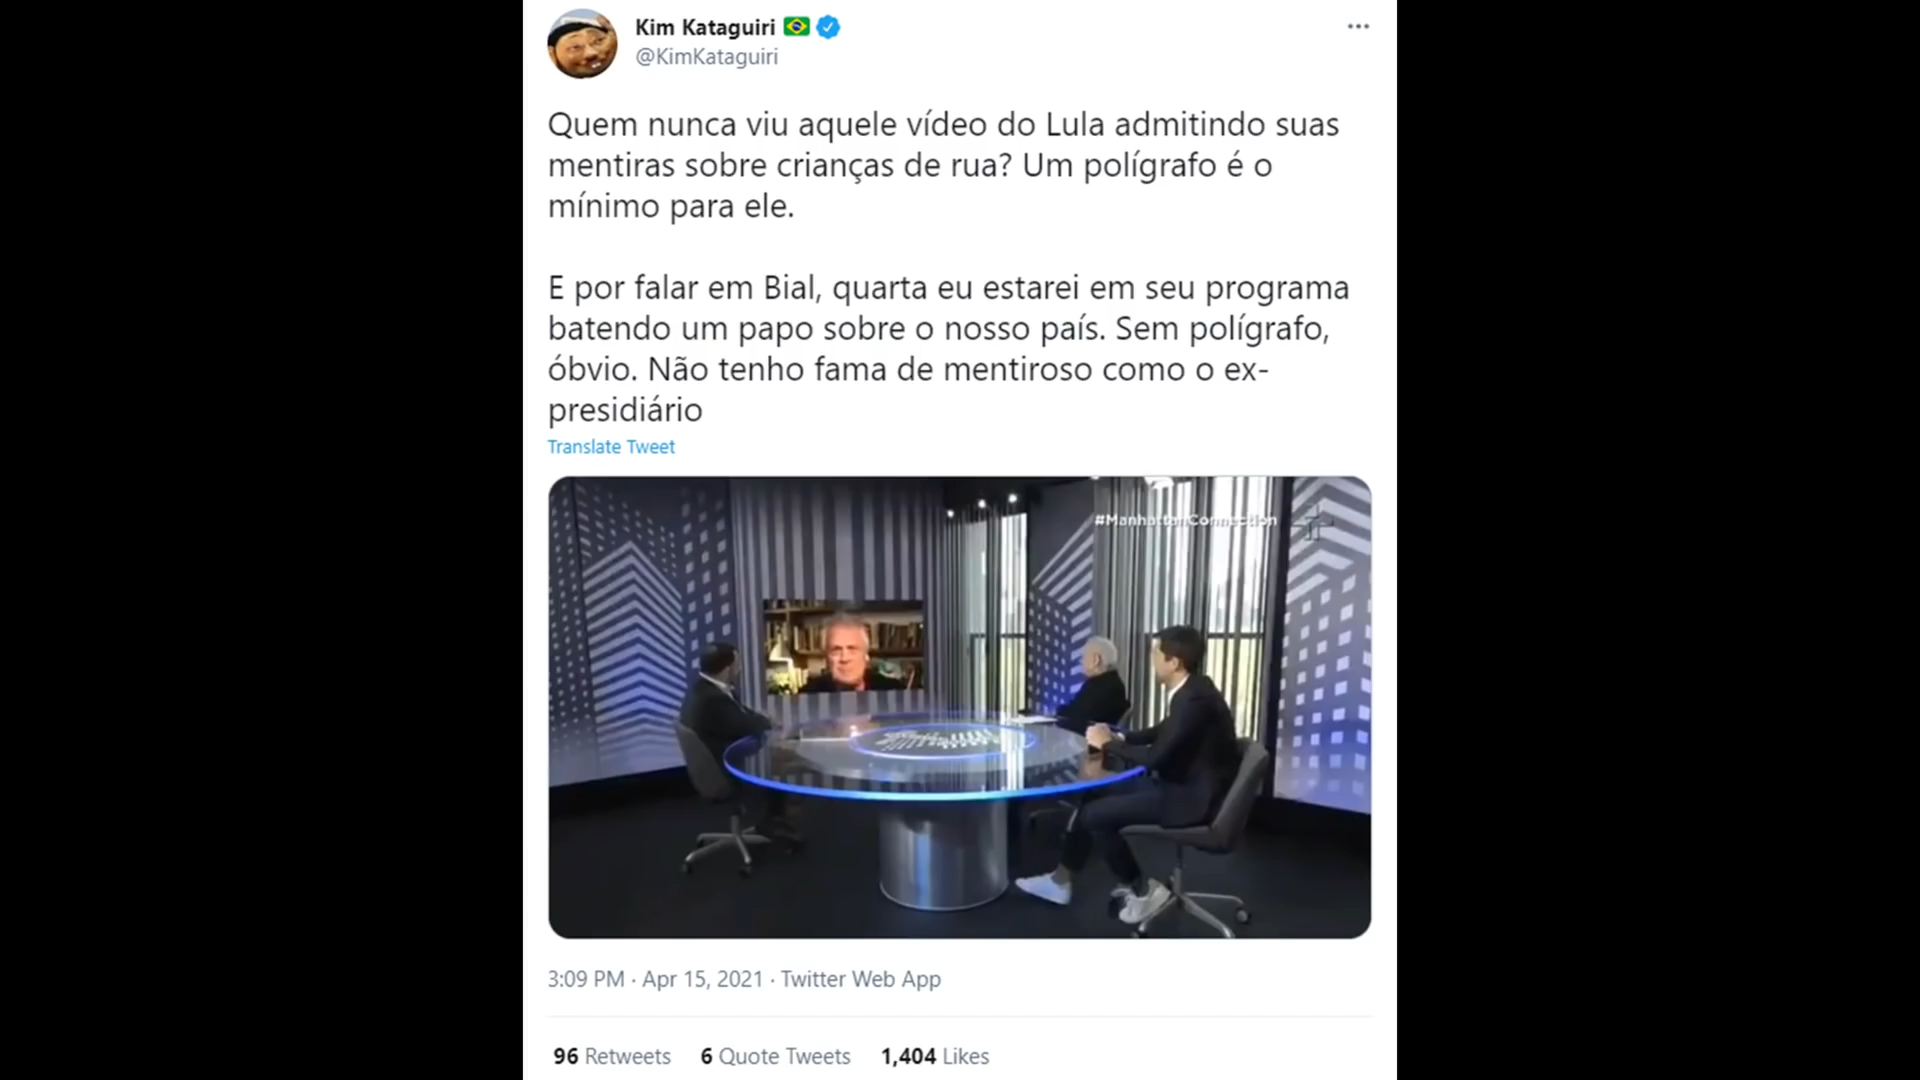 Kim Kataguiri
@KimKataguiri
Quem nunca viu aquele vídeo do Lula admitindo suas
mentiras sobre crianças de rua? Um polígrafo é o
mínimo para ele.
E por falar em Bial, quarta eu estarei em seu programa
batendo um papo sobre o nosso país. Sem polígrafo,
óbvio. Não tenho fama de mentiroso como o ex-
presidiário
Translate Tweet
#ManhattanConnection
3:09 PM · Apr 15, 2021 · Twitter Web App
96 Retweets 6 Quote Tweets 1,404 Likes